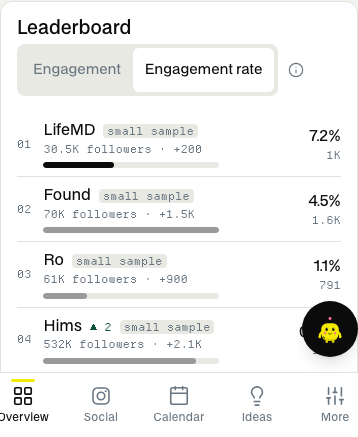 Leaderboard
Engagement
Engagement rate
01
LifeMD small sample
30.5K followers · +200
7.2%
1K
02
Found small sample
70K followers · +1.5K
4.5%
1.6K
03
Ro small sample
61K followers · +900
1.1%
791
04
Hims ▲ 2 small sample
532K followers · +2.1K
Overview
Social
Calendar
Ideas
More